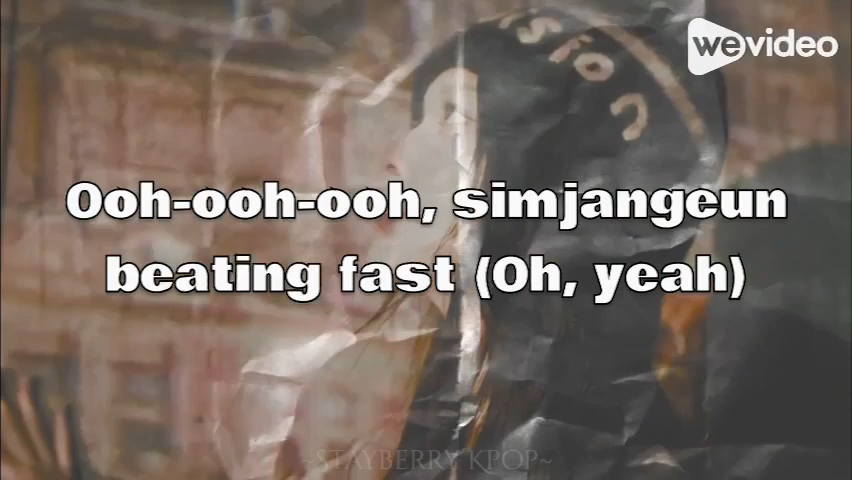 wevideo
Ooh-ooh-ooh, simjangeun
beating fast (Oh, yeah)
~STAYBERRY KPOP~